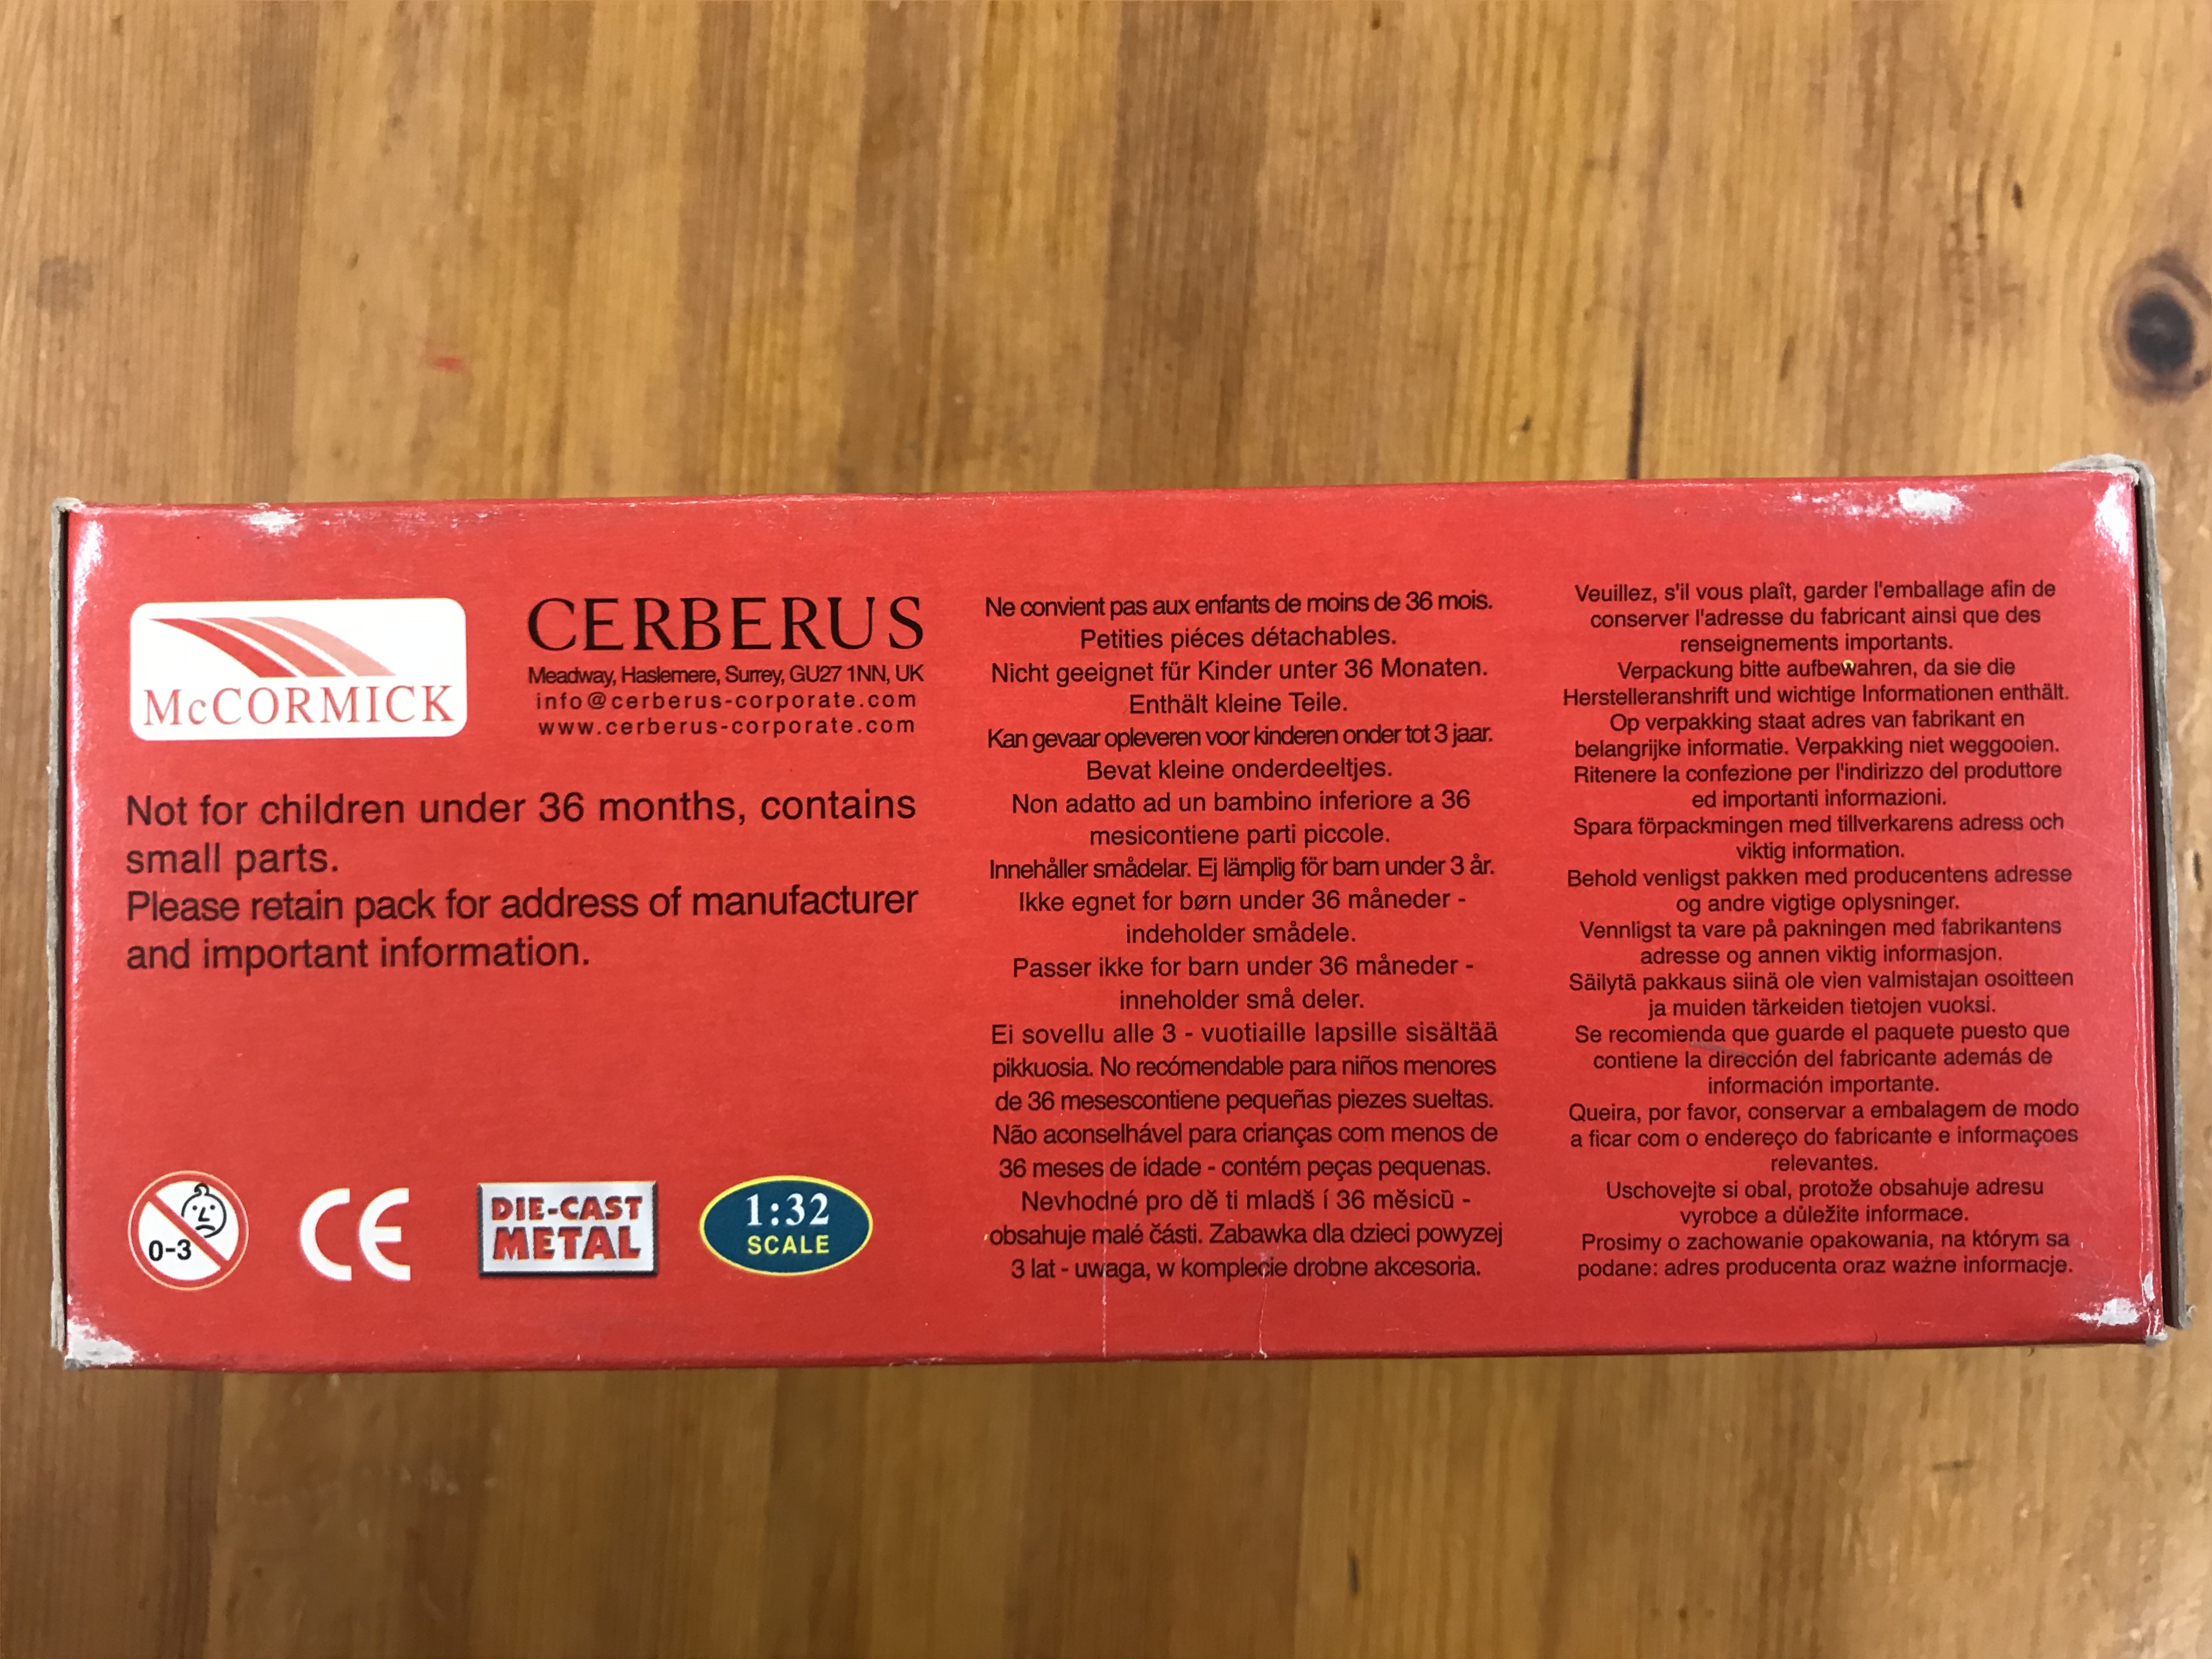 McCORMICK
CERBERUS
Meadway, Haslemere, Surrey, GU27 1NN, UK
info@cerberus-corporate.com
www.cerberus-corporate.com
Not for children under 36 months, contains
small parts.
Please retain pack for address of manufacturer
and important information.
0-3
CE
DIE-CAST
METAL
1:32
SCALE
Ne convient pas aux enfants de moins de 36 mois.
Petities piéces détachables.
Nicht geeignet für Kinder unter 36 Monaten.
Enthält kleine Teile.
Kan gevaar opleveren voor kinderen onder tot 3 jaar.
Bevat kleine onderdeeltjes.
Non adatto ad un bambino inferiore a 36
mesicontiene parti piccole.
Innehåller smådelar. Ej lämplig för barn under 3 år.
Ikke egnet for børn under 36 måneder -
indeholder smådele.
Passer ikke for barn under 36 måneder -
inneholder små deler.
Ei sovellu alle 3 - vuotiaille lapsille sisältää
pikkuosia. No recómendable para niños menores
de 36 mesescontiene pequeñas piezes sueltas.
Não aconselhável para crianças com menos de
36 meses de idade - contém peças pequenas.
Nevhodné pro dě ti mladš í 36 měsicū -
obsahuje malé části. Zabawka dla dzieci powyzej
3 lat - uwaga, w komplecie drobne akcesoria.
Veuillez, s'il vous plaît, garder l'emballage afin de
conserver l'adresse du fabricant ainsi que des
renseignements importants.
Verpackung bitte aufbewahren, da sie die
Herstelleranshrift und wichtige Informationen enthält.
Op verpakking staat adres van fabrikant en
belangrijke informatie. Verpakking niet weggooien.
Ritenere la confezione per l'indirizzo del produttore
ed importanti informazioni.
Spara förpackmingen med tillverkarens adress och
viktig information.
Behold venligst pakken med producentens adresse
og andre vigtige oplysninger.
Vennligst ta vare på pakningen med fabrikantens
adresse og annen viktig informasjon.
Säilytä pakkaus siinä ole vien valmistajan osoitteen
ja muiden tärkeiden tietojen vuoksi.
Se recomienda que guarde el paquete puesto que
contiene la dirección del fabricante además de
información importante.
Queira, por favor, conservar a embalagem de modo
a ficar com o endereço do fabricante e informaçoes
relevantes.
Uschovejte si obal, protože obsahuje adresu
vyrobce a důležite informace.
Prosimy o zachowanie opakowania, na którym sa
podane: adres producenta oraz ważne informacje.